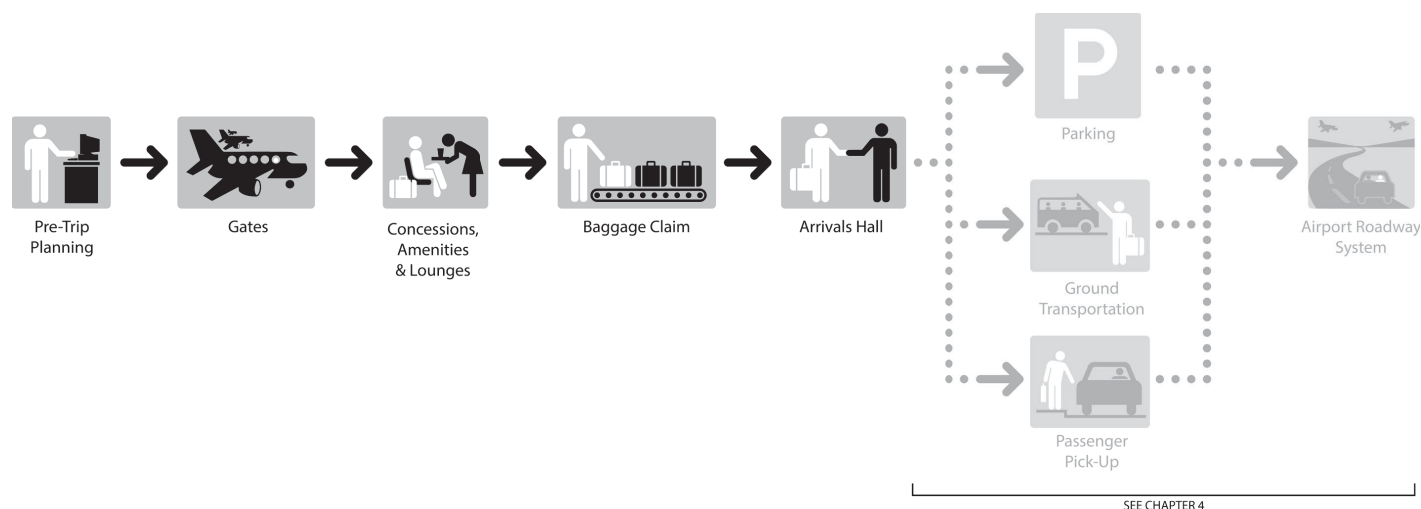 Pre-Trip
Planning
Gates
Concessions,
Amenities
& Lounges
Baggage Claim
Arrivals Hall
P
Parking
Ground
Transportation
Passenger
Pick-Up
Airport Roadway
System
SEE CHAPTER 4